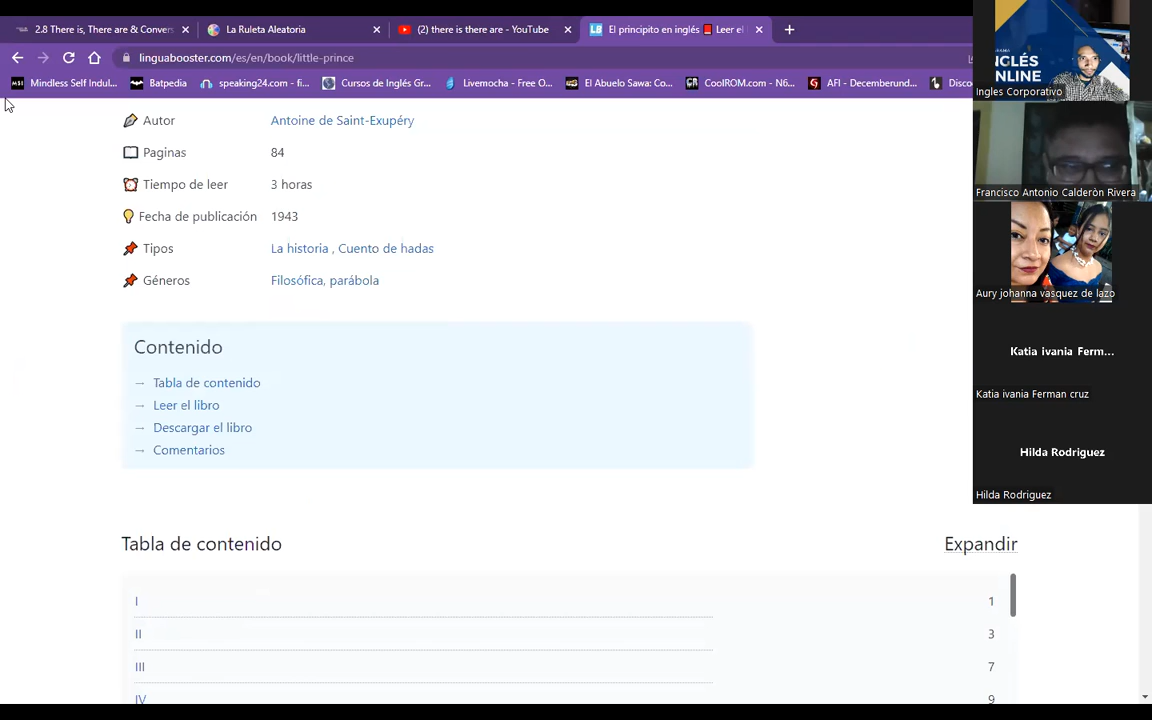 2.8 There is, There are & Convers
La Ruleta Aleatoria
(2) there is there are - YouTube
El principito en inglés 📕 Leer el l
linguabooster.com/es/en/book/little-prince
Mindless Self Indul...
Batpedia
speaking24.com - fi...
Cursos de Inglés Gr...
Livemocha - Free O...
El Abuelo Sawa: Co...
CoolROM.com - N6...
AFI - Decemberund...
Disco
Autor Antoine de Saint-Exupéry
Paginas 84
Tiempo de leer 3 horas
Fecha de publicación 1943
Tipos La historia , Cuento de hadas
Géneros Filosófica, parábola
Contenido
→ Tabla de contenido
→ Leer el libro
→ Descargar el libro
→ Comentarios
Tabla de contenido Expandir
I 1
II 3
III 7
IV 9
NGLÉS
ONLINE
Ingles Corporativo
Francisco Antonio Calderòn Rivera
Aury johanna vasquez de lazo
Katia ivania Ferm...
Katia ivania Ferman cruz
Hilda Rodriguez
Hilda Rodriguez